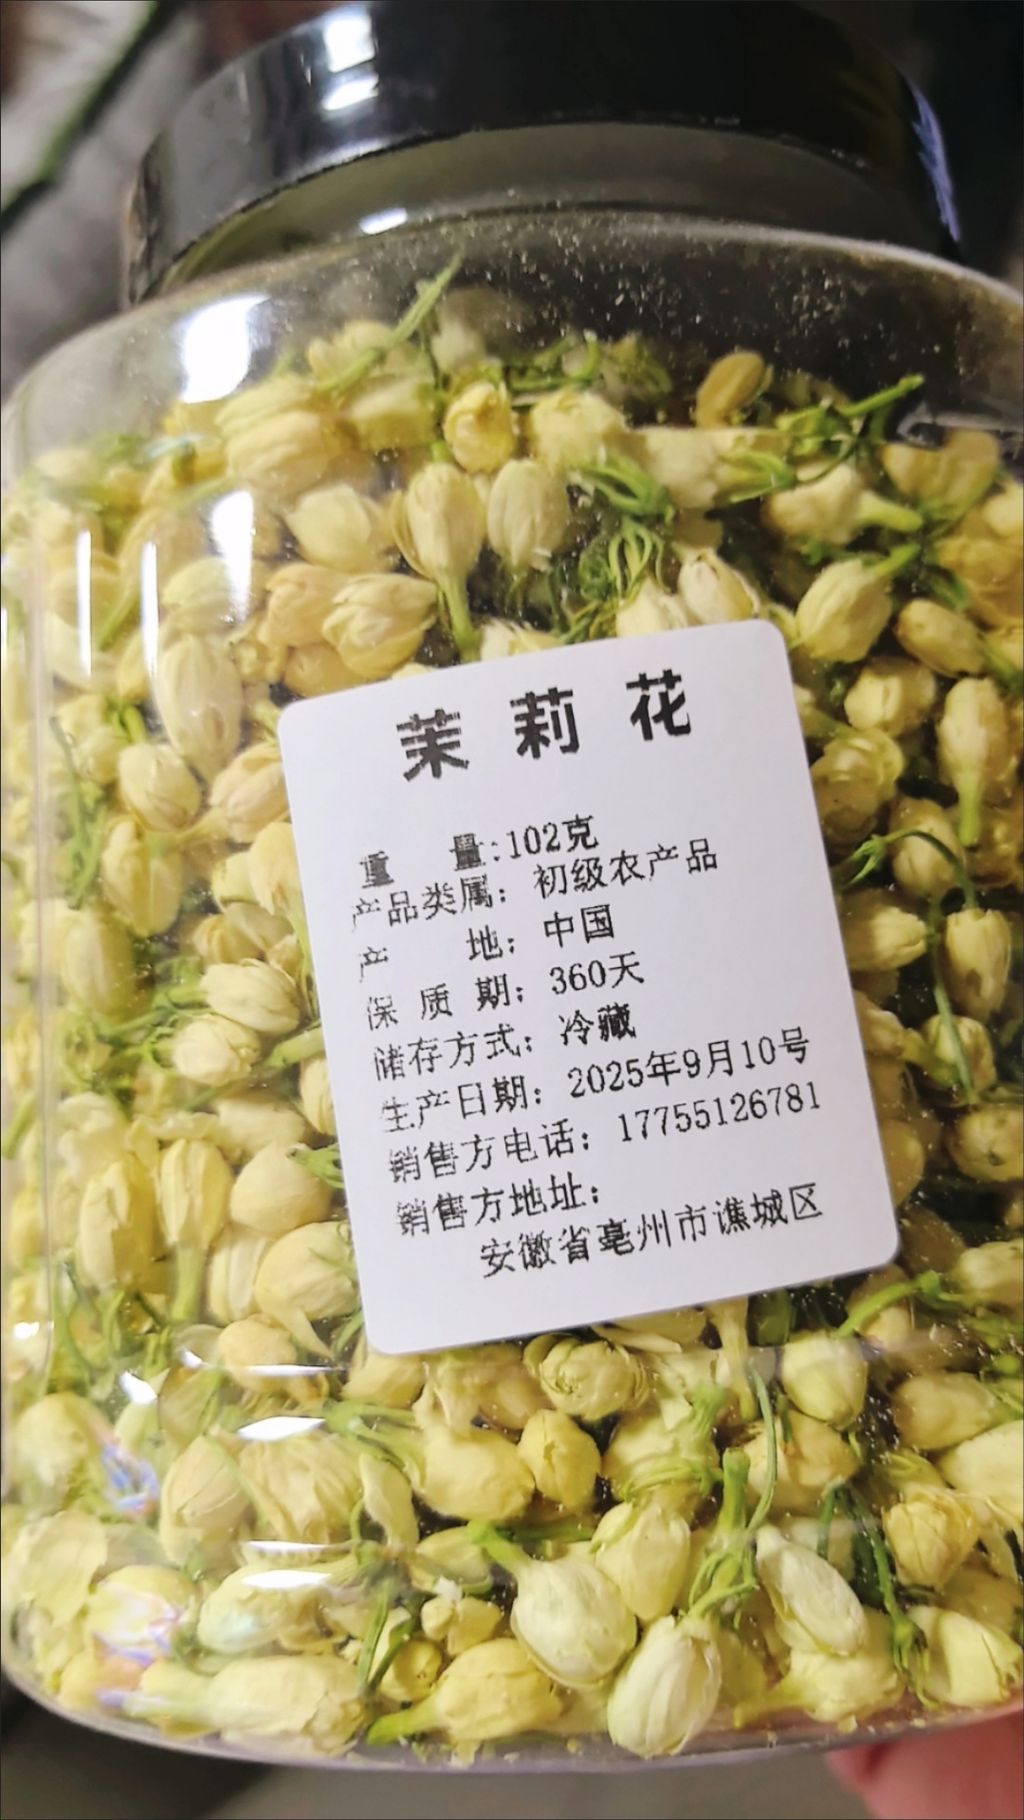 茉莉花
重量:102克
产品类属：初级农产品
产地：中国
保质期：360天
储存方式：冷藏
生产日期：2025年9月10号
销售方电话：17755126781
销售方地址：
安徽省亳州市谯城区